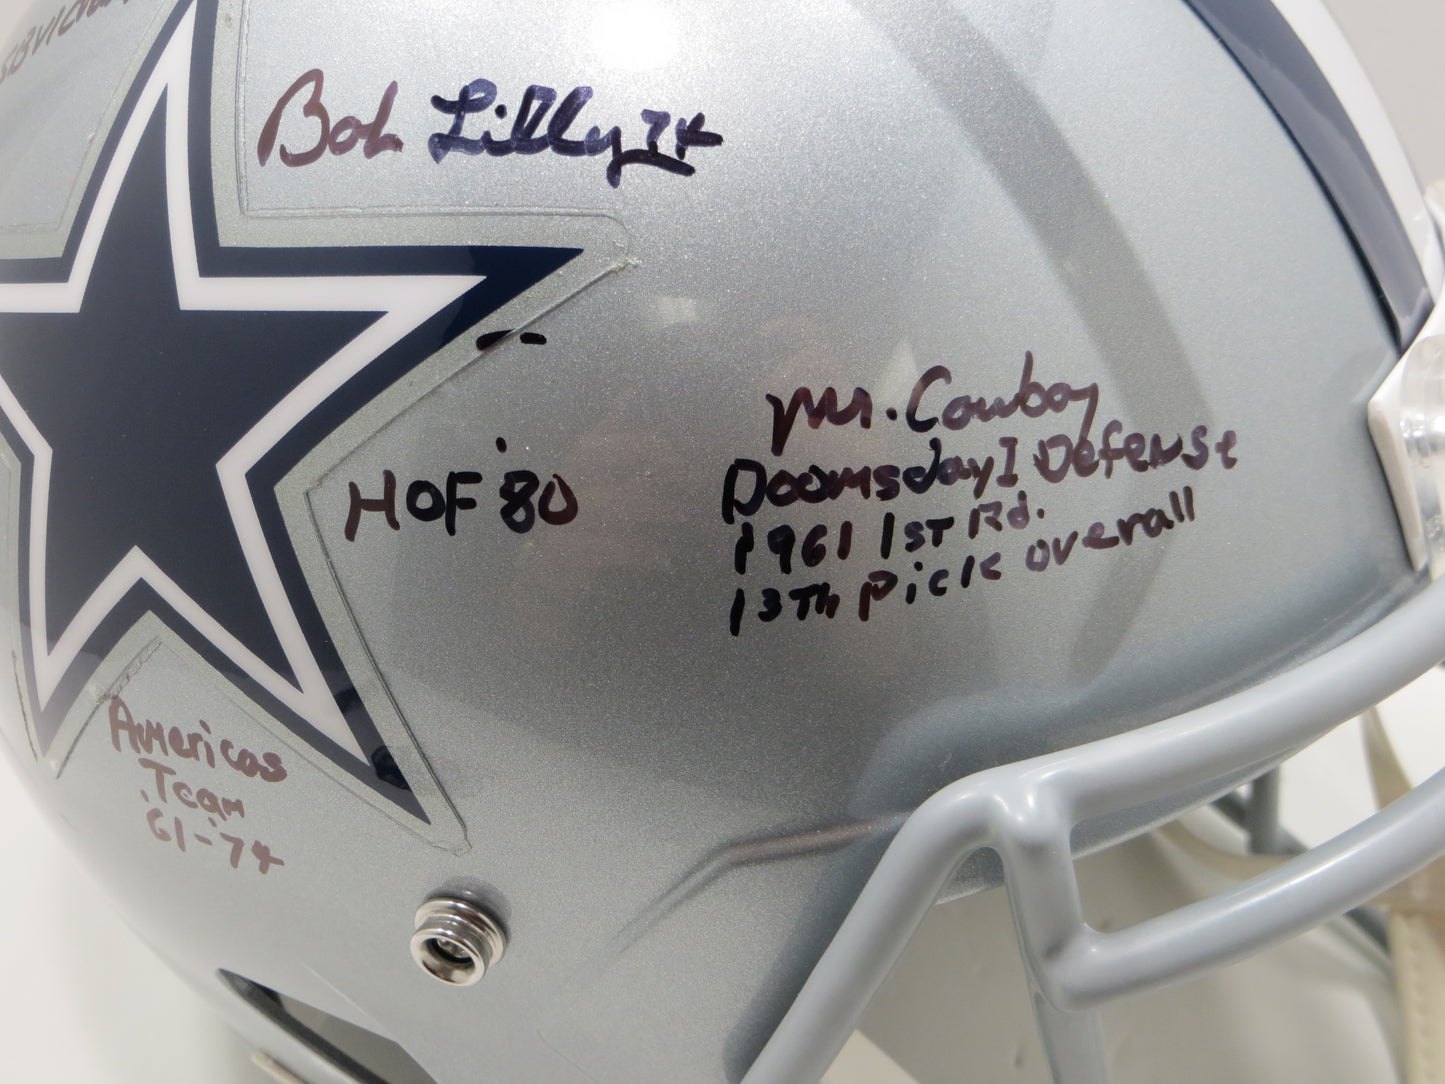 Bob Lilly 74
Mr. Cowboy
Doomsday I Defense
1961 1st Rd.
13Th pick overall
HOF '80
Americas
Team
'61-74